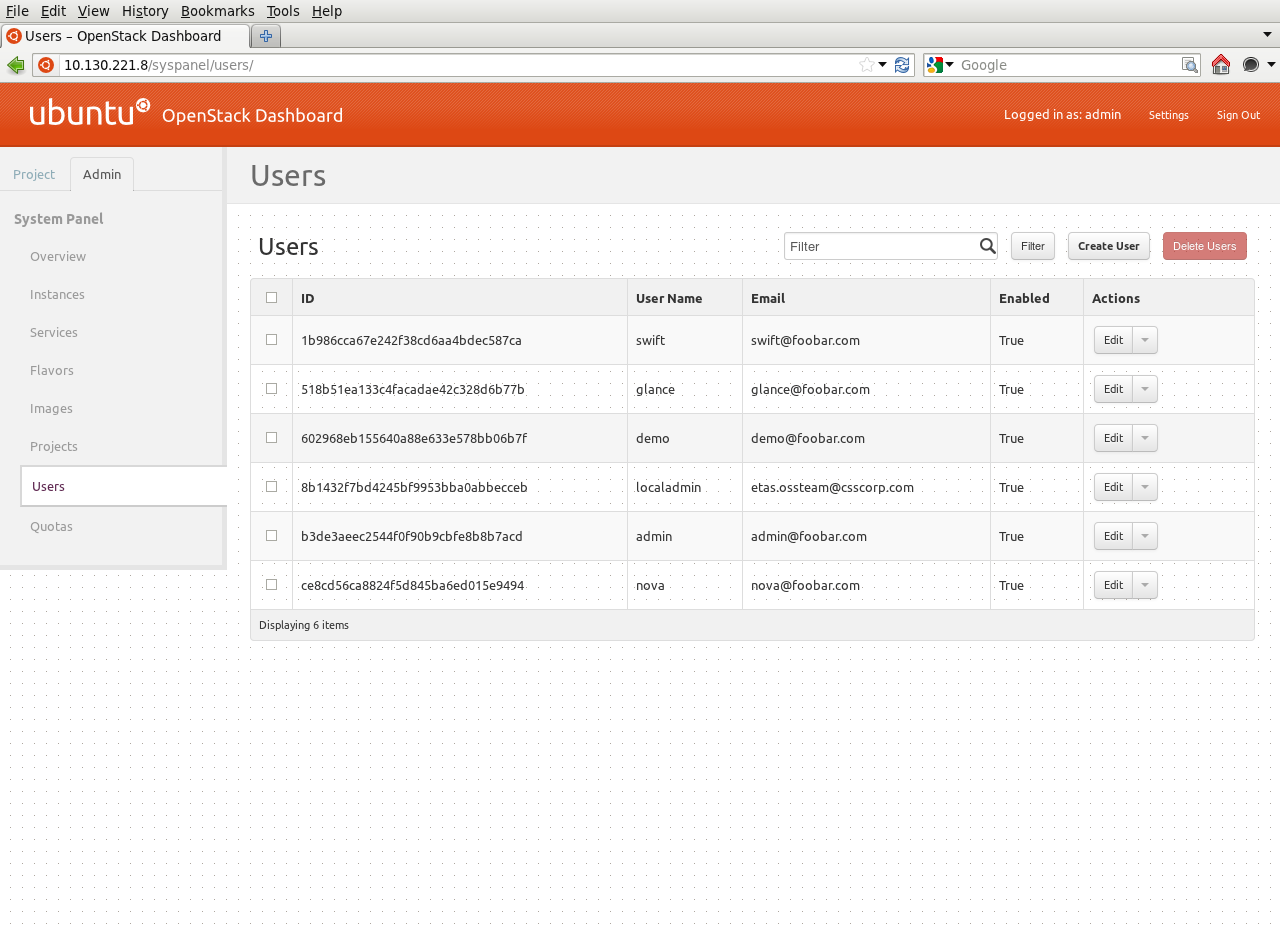 File Edit View History Bookmarks Tools Help
Users – OpenStack Dashboard
10.130.221.8/syspanel/users/
Google
ubuntu OpenStack Dashboard
Logged in as: admin Settings Sign Out
Project Admin
Users
System Panel
Overview
Instances
Services
Flavors
Images
Projects
Users
Quotas
Users
Filter Filter Create User Delete Users
ID User Name Email Enabled Actions
1b986cca67e242f38cd6aa4bdec587ca swift swift@foobar.com True Edit
518b51ea133c4facadae42c328d6b77b glance glance@foobar.com True Edit
602968eb155640a88e633e578bb06b7f demo demo@foobar.com True Edit
8b1432f7bd4245bf9953bba0abbecceb localadmin etas.ossteam@csscorp.com True Edit
b3de3aeec2544f0f90b9cbfe8b8b7acd admin admin@foobar.com True Edit
ce8cd56ca8824f5d845ba6ed015e9494 nova nova@foobar.com True Edit
Displaying 6 items